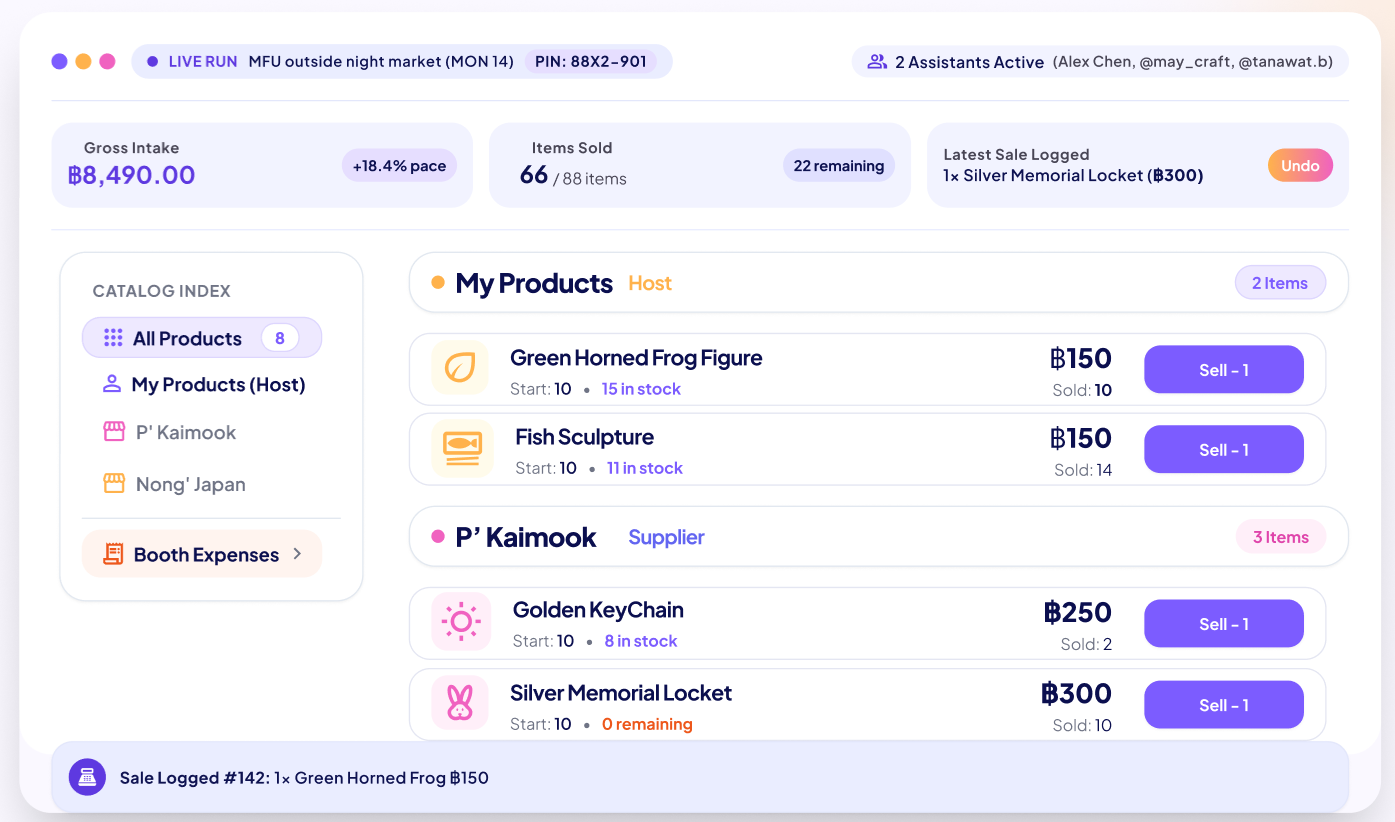 LIVE RUN MFU outside night market (MON 14) PIN: 88X2-901
2 Assistants Active (Alex Chen, @may_craft, @tanawat.b)
Gross Intake
฿8,490.00
+18.4% pace
Items Sold
66 / 88 items
22 remaining
Latest Sale Logged
1× Silver Memorial Locket (฿300)
Undo
CATALOG INDEX
All Products 8
My Products (Host)
P' Kaimook
Nong' Japan
Booth Expenses
My Products Host
2 Items
Green Horned Frog Figure
Start: 10 • 15 in stock
฿150
Sold: 10
Sell - 1
Fish Sculpture
Start: 10 • 11 in stock
฿150
Sold: 14
Sell - 1
P’ Kaimook Supplier
3 Items
Golden KeyChain
Start: 10 • 8 in stock
฿250
Sold: 2
Sell - 1
Silver Memorial Locket
Start: 10 • 0 remaining
฿300
Sold: 10
Sell - 1
Sale Logged #142: 1× Green Horned Frog ฿150